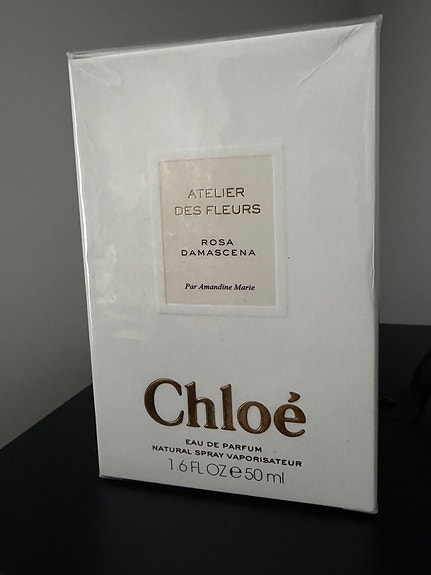 ATELIER
DES FLEURS
ROSA
DAMASCENA
Par Amandine Marie
Chloé
EAU DE PARFUM
NATURAL SPRAY VAPORISATEUR
1.6 FL OZ ℮ 50 ml